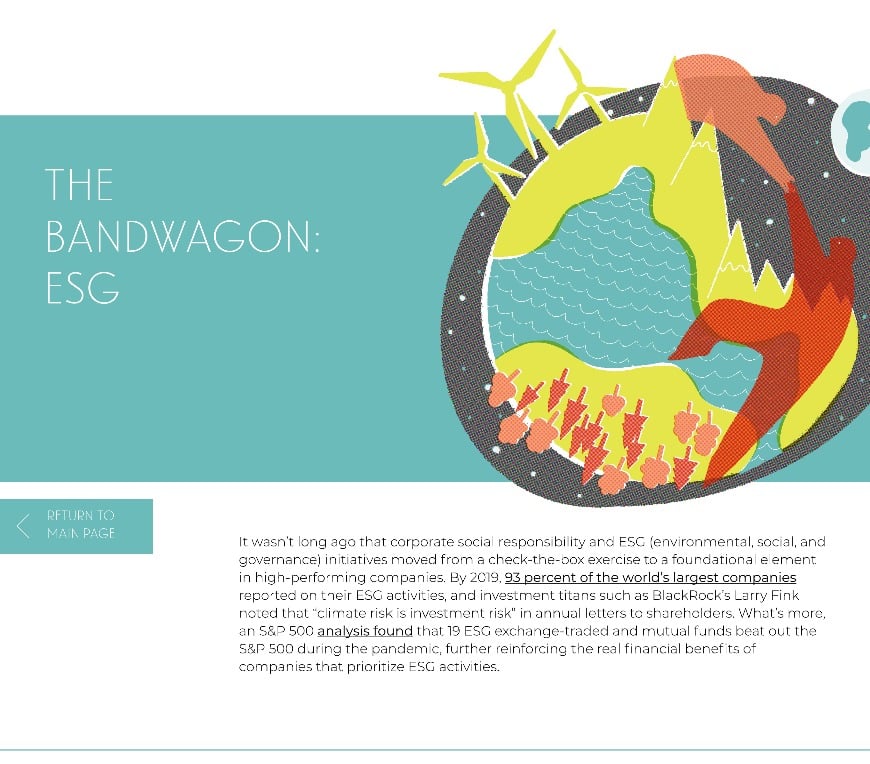 THE
BANDWAGON:
ESG
RETURN TO
MAIN PAGE
It wasn't long ago that corporate social responsibility and ESG (environmental, social, and
governance) initiatives moved from a check-the-box exercise to a foundational element
in high-performing companies. By 2019, 93 percent of the world's largest companies
reported on their ESG activities, and investment titans such as BlackRock's Larry Fink
noted that "climate risk is investment risk" in annual letters to shareholders. What's more,
an S&P 500 analysis found that 19 ESG exchange-traded and mutual funds beat out the
S&P 500 during the pandemic, further reinforcing the real financial benefits of
companies that prioritize ESG activities.